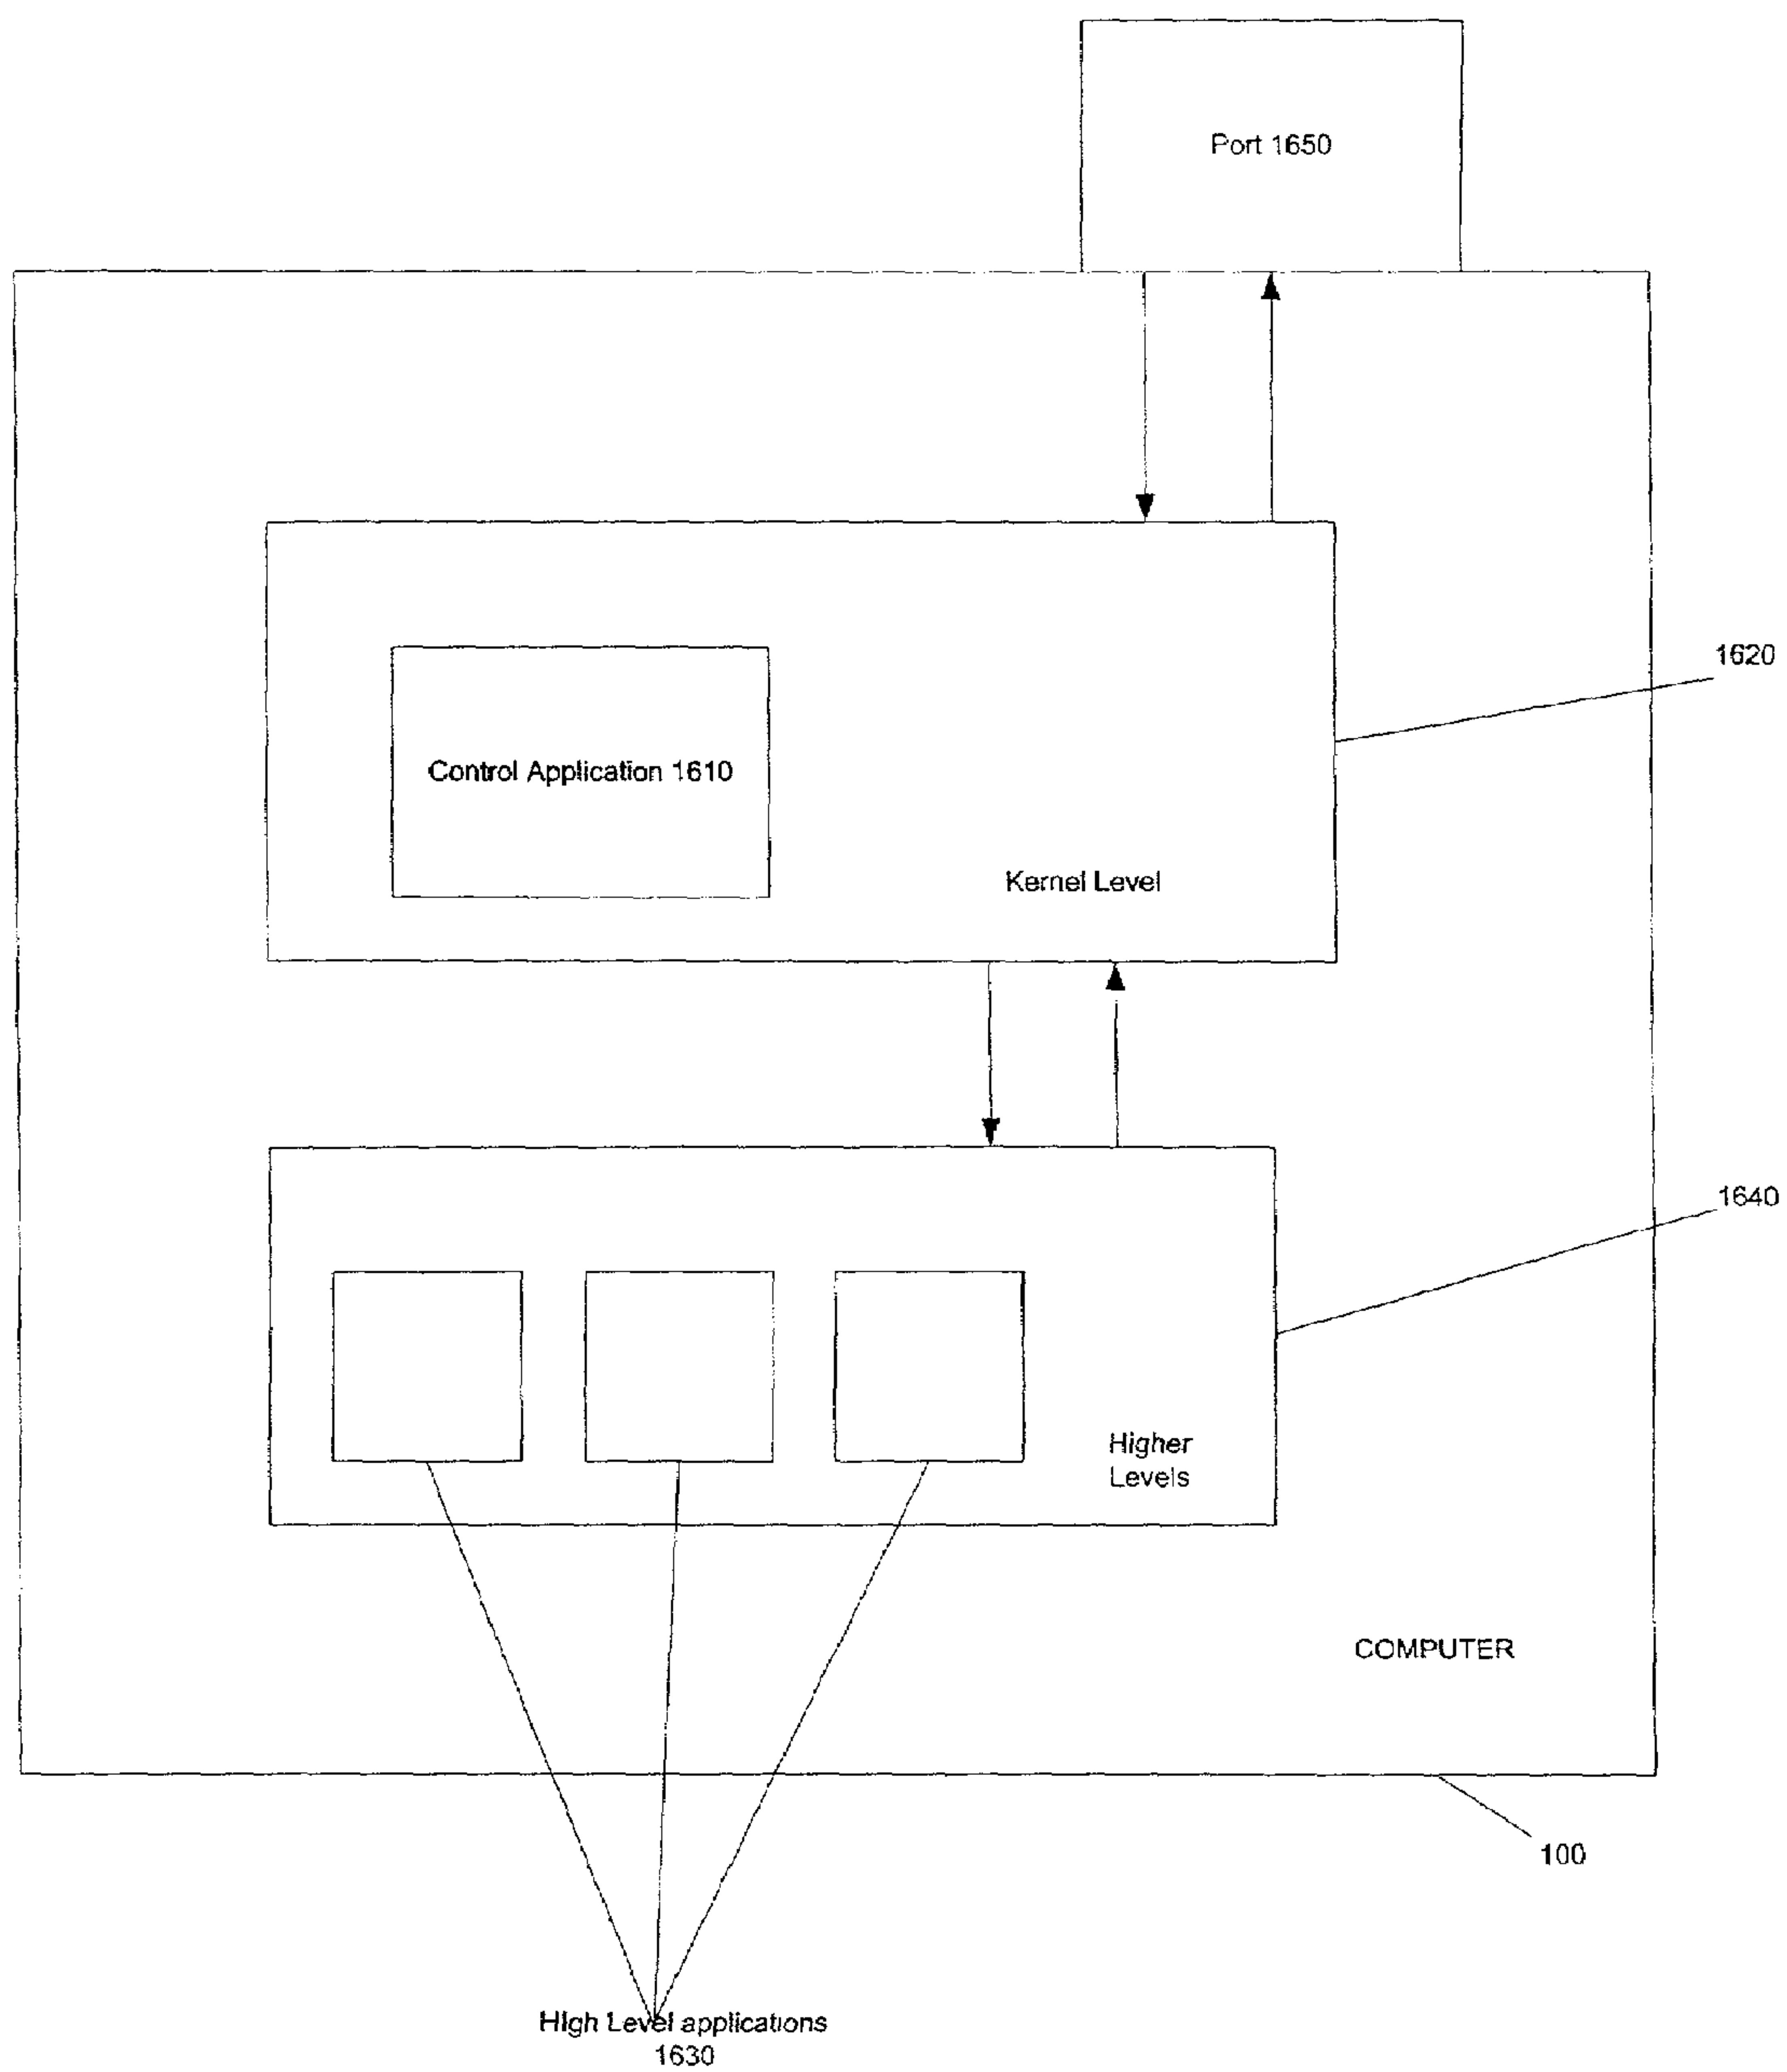 Port 1650
1620
Control Application 1610
Kernel Level
1640
Higher
Levels
COMPUTER
100
HIgh Level applications
1630